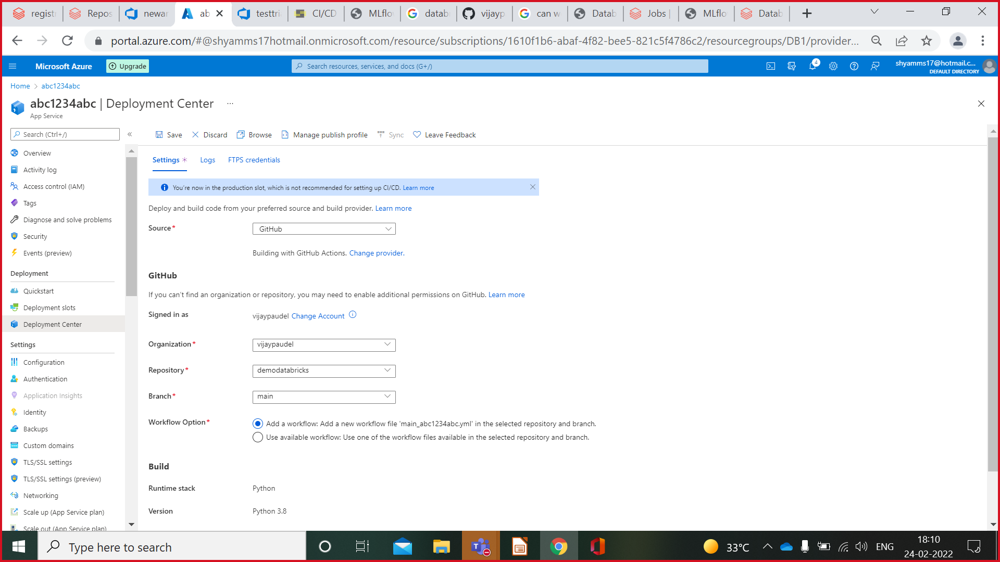 registr
Repos
newar
ab
testtri
CI/CD
MLflo
datab
vijayp
can w
Datab
Jobs |
MLflo
Datab
portal.azure.com/#@shyamms17hotmail.onmicrosoft.com/resource/subscriptions/1610f1b6-abaf-4f82-bee5-821c5f4786c2/resourcegroups/DB1/provider...
Microsoft Azure
Upgrade
Search resources, services, and docs (G+/)
4
shyamms17@hotmail.c...
DEFAULT DIRECTORY
Home > abc1234abc
abc1234abc | Deployment Center ...
App Service
Search (Ctrl+/)
«
Save
Discard
Browse
Manage publish profile
Sync
Leave Feedback
Overview
Activity log
Access control (IAM)
Tags
Diagnose and solve problems
Security
Events (preview)
Deployment
Quickstart
Deployment slots
Deployment Center
Settings
Configuration
Authentication
Application Insights
Identity
Backups
Custom domains
TLS/SSL settings
TLS/SSL settings (preview)
Networking
Scale up (App Service plan)
Scale out (App Service plan)
Settings *
Logs
FTPS credentials
You're now in the production slot, which is not recommended for setting up CI/CD. Learn more
Deploy and build code from your preferred source and build provider. Learn more
Source*
GitHub
Building with GitHub Actions. Change provider.
GitHub
If you can't find an organization or repository, you may need to enable additional permissions on GitHub. Learn more
Signed in as
vijaypaudel Change Account
Organization*
vijaypaudel
Repository*
demodatabricks
Branch*
main
Workflow Option*
Add a workflow: Add a new workflow file 'main_abc1234abc.yml' in the selected repository and branch.
Use available workflow: Use one of the workflow files available in the selected repository and branch.
Build
Runtime stack
Python
Version
Python 3.8
Type here to search
33°C
ENG
18:10
24-02-2022